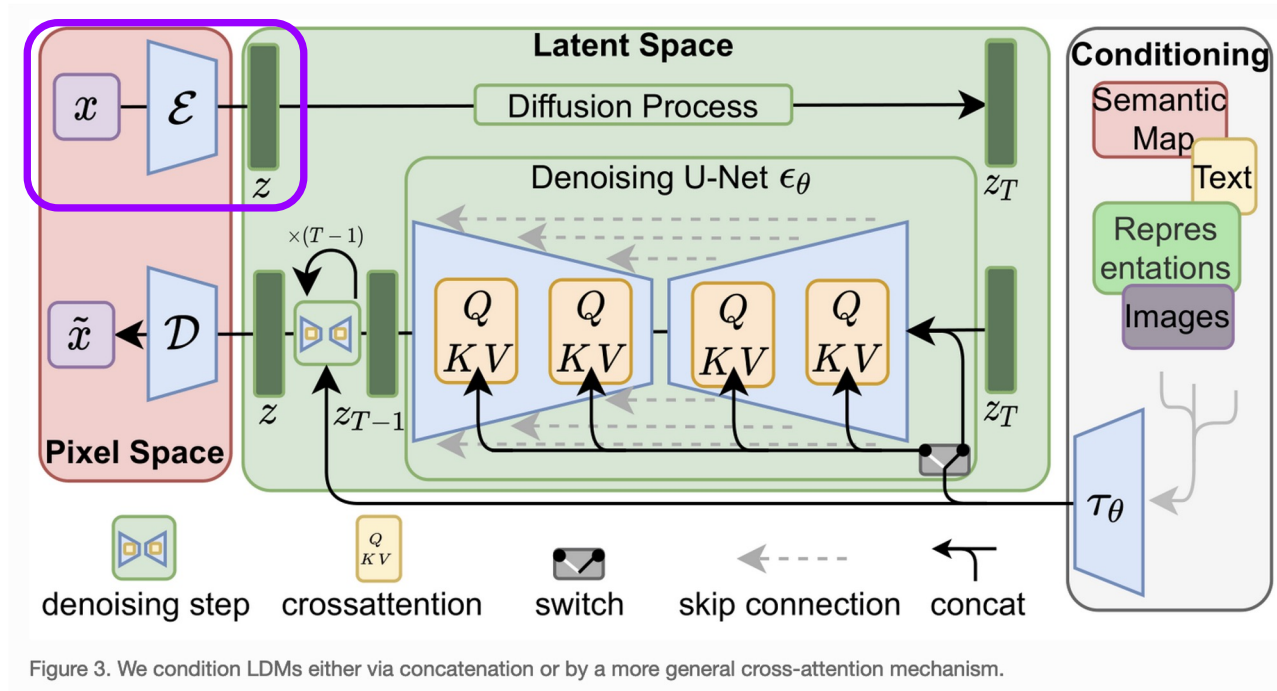 Latent Space
Conditioning
x
ℰ
Diffusion Process
z
z_T
Semantic
Map
Text
Repres
entations
Images
Denoising U-Net ϵ_θ
×(T − 1)
Q
K V
Q
K V
Q
K V
Q
K V
x̃
𝒟
z
z_{T−1}
z_T
Pixel Space
τ_θ
Q
K V
denoising step
crossattention
switch
skip connection
concat
Figure 3. We condition LDMs either via concatenation or by a more general cross-attention mechanism.